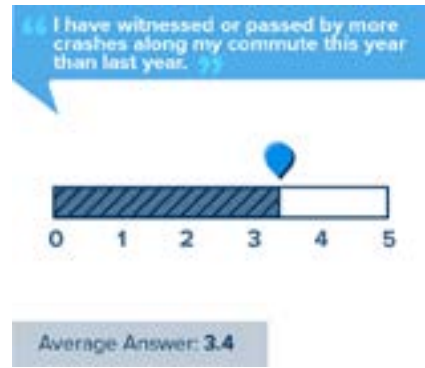 “ I have witnessed or passed by more
crashes along my commute this year
than last year. ”
0 1 2 3 4 5
Average Answer: 3.4